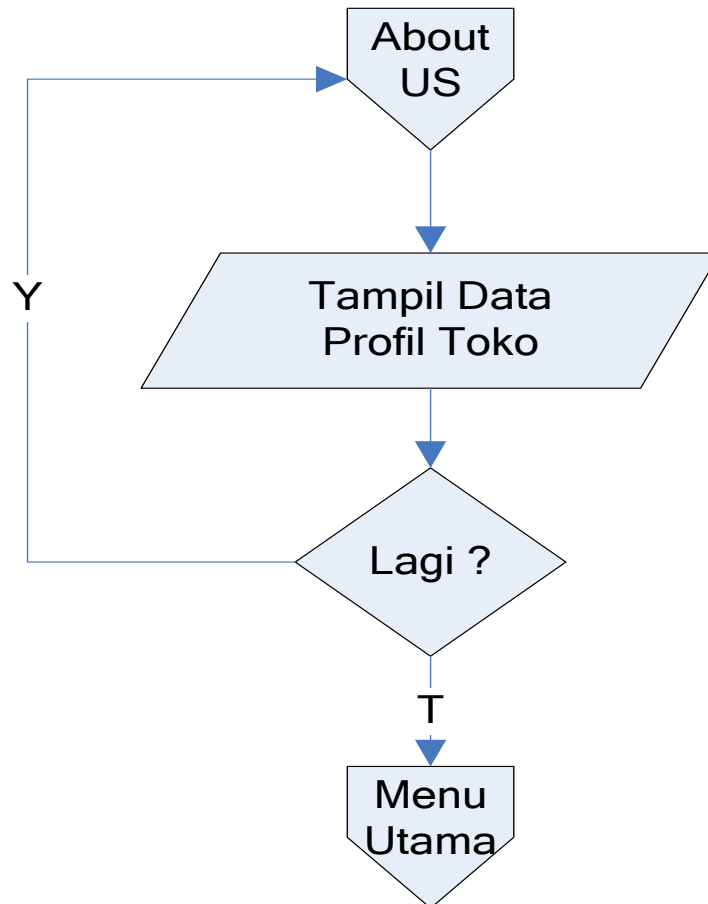 About
US
Tampil Data
Profil Toko
Y
Lagi ?
T
Menu
Utama